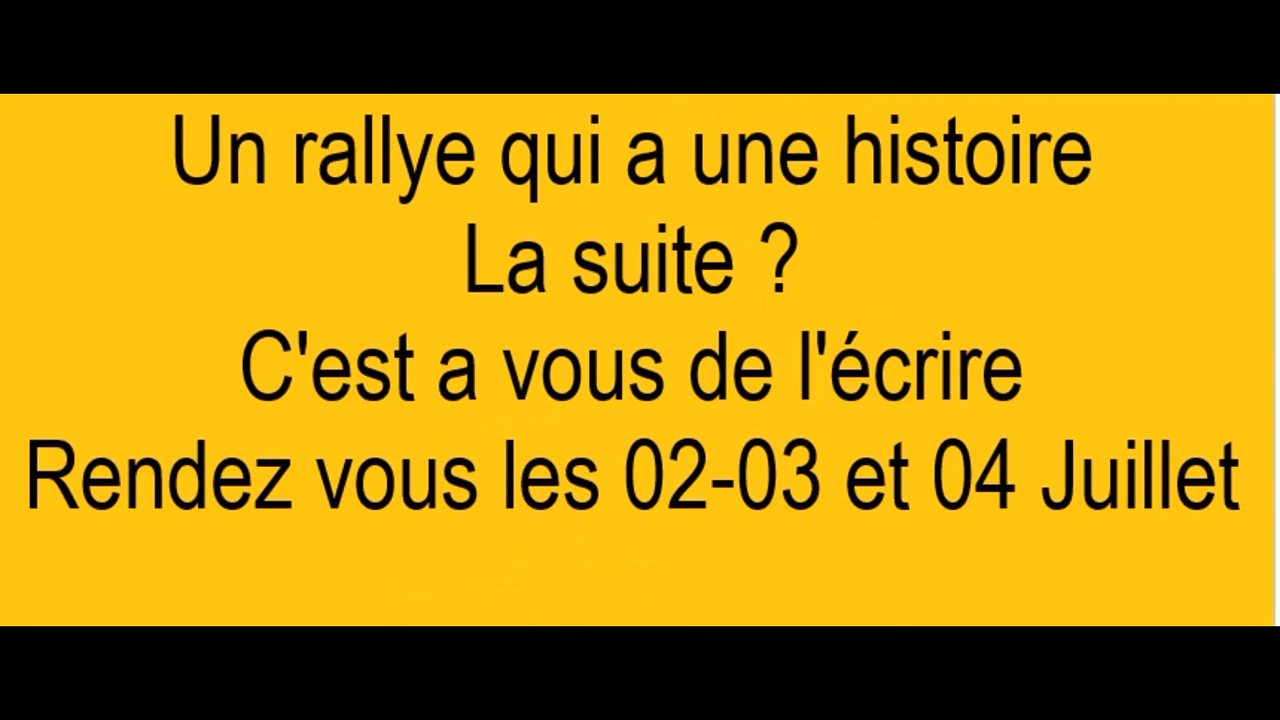 Un rallye qui a une histoire
La suite ?
C'est a vous de l'écrire
Rendez vous les 02-03 et 04 Juillet